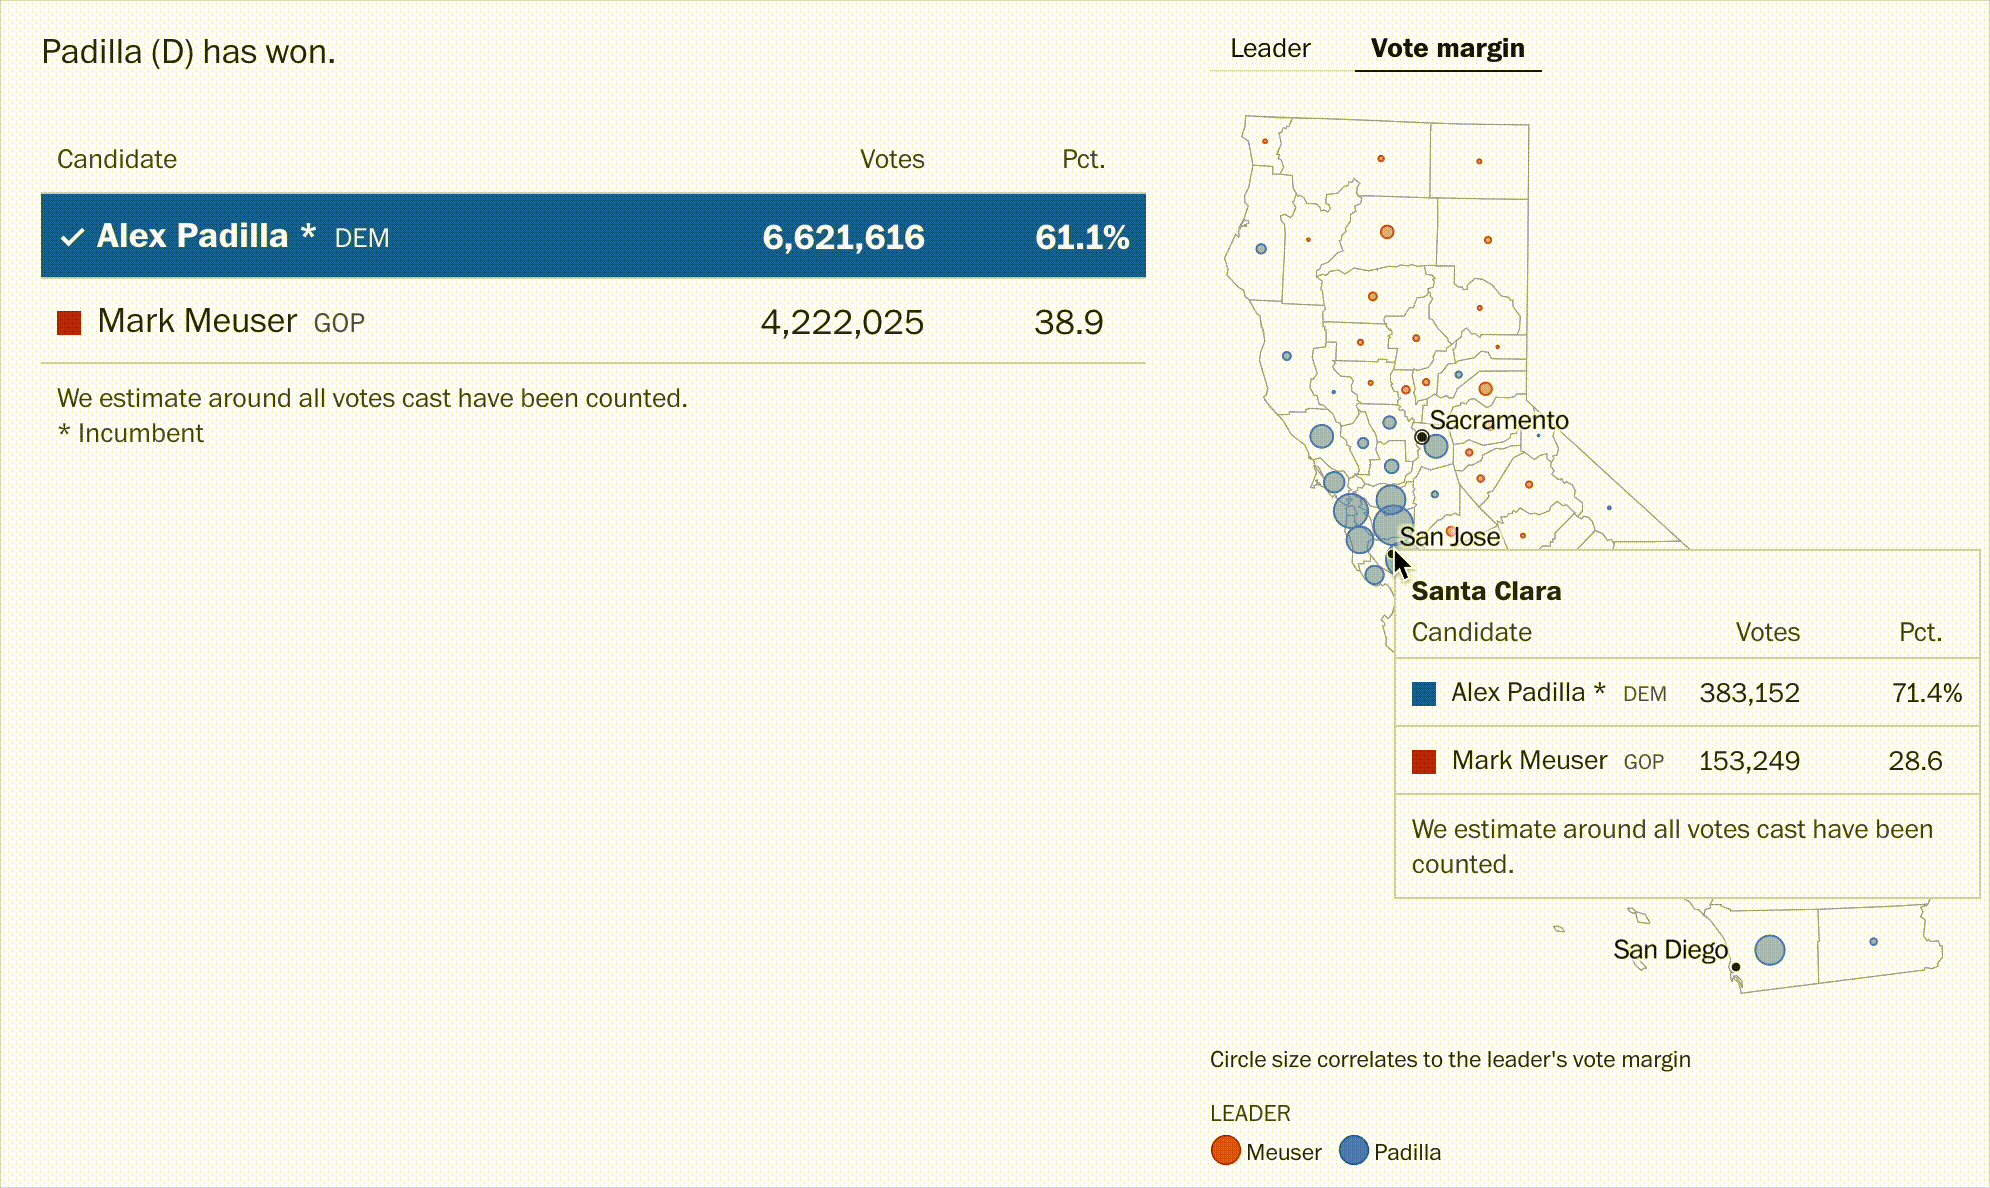 Padilla (D) has won.
Leader Vote margin
Candidate Votes Pct.
Alex Padilla * DEM 6,621,616 61.1%
Mark Meuser GOP 4,222,025 38.9
We estimate around all votes cast have been counted.
* Incumbent
Sacramento
San Jose
Santa Clara
Candidate Votes Pct.
Alex Padilla * DEM 383,152 71.4%
Mark Meuser GOP 153,249 28.6
We estimate around all votes cast have been
counted.
San Diego
Circle size correlates to the leader's vote margin
LEADER
Meuser Padilla